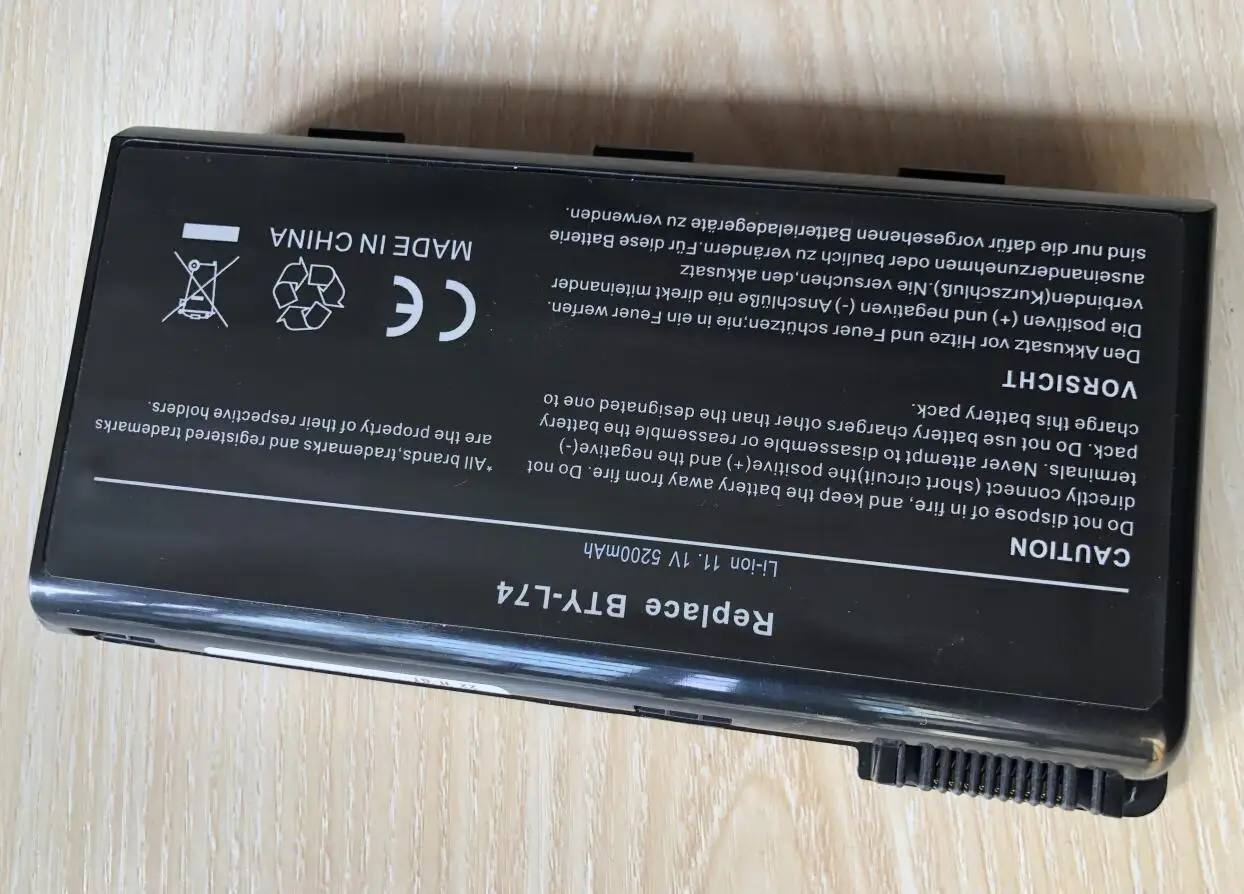 Replace BTY-L74
Li-ion 11. 1V 5200mAh
CAUTION
Do not dispose of in fire, and keep the battery away from fire. Do not
directly connect (short circuit)the positive(+) and the negative(-)
terminals. Never attempt to disassemble or reassemble the battery
pack. Do not use battery chargers other than the designated one to
charge this battery pack.
VORSICHT
Den Akkusatz vor Hitze und Feuer schützen;nie in ein Feuer werfen.
Die positiven (+) und negativen (-) Anschlüße nie direkt miteinander
verbinden(Kurzschluß).Nie versuchen,den akkusatz
auseinanderzunehmen oder baulich zu verändern.Für diese Batterie
sind nur die dafür vorgesehenen Batterieladegeräte zu verwenden.
*All brands,trademarks and registered trademarks
are the property of their respective holders.
CE
MADE IN CHINA